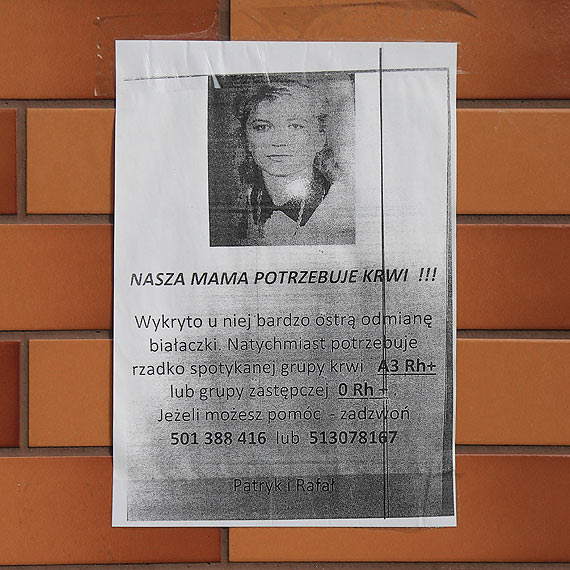 NASZA MAMA POTRZEBUJE KRWI !!!
Wykryto u niej bardzo ostrą odmianę
białaczki. Natychmiast potrzebuje
rzadko spotykanej grupy krwi A3 Rh+
lub grupy zastępczej 0 Rh + .
Jeżeli możesz pomóc - zadzwoń
501 388 416 lub 513078167
Patryk i Rafał